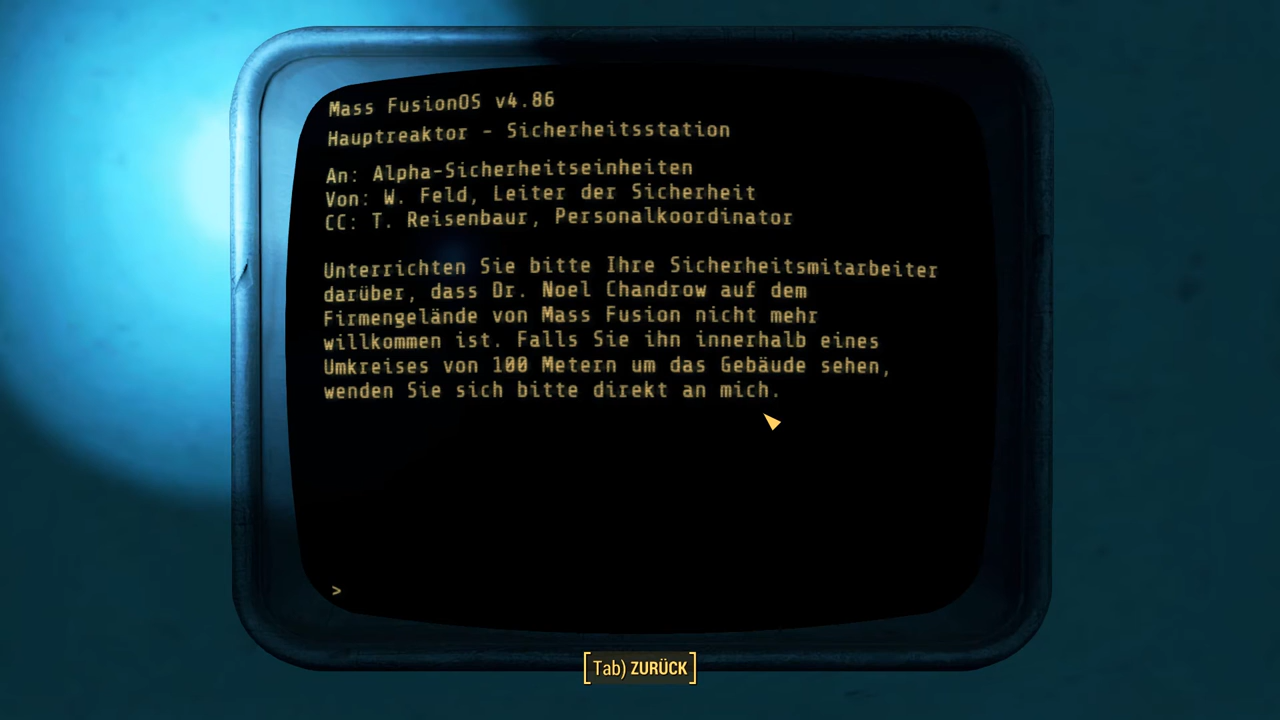 Mass FusionOS v4.86
Hauptreaktor - Sicherheitsstation
An: Alpha-Sicherheitseinheiten
Von: W. Feld, Leiter der Sicherheit
CC: T. Reisenbaur, Personalkoordinator
Unterrichten Sie bitte Ihre Sicherheitsmitarbeiter
darüber, dass Dr. Noel Chandrow auf dem
Firmengelände von Mass Fusion nicht mehr
willkommen ist. Falls Sie ihn innerhalb eines
Umkreises von 100 Metern um das Gebäude sehen,
wenden Sie sich bitte direkt an mich.
>
Tab) ZURÜCK